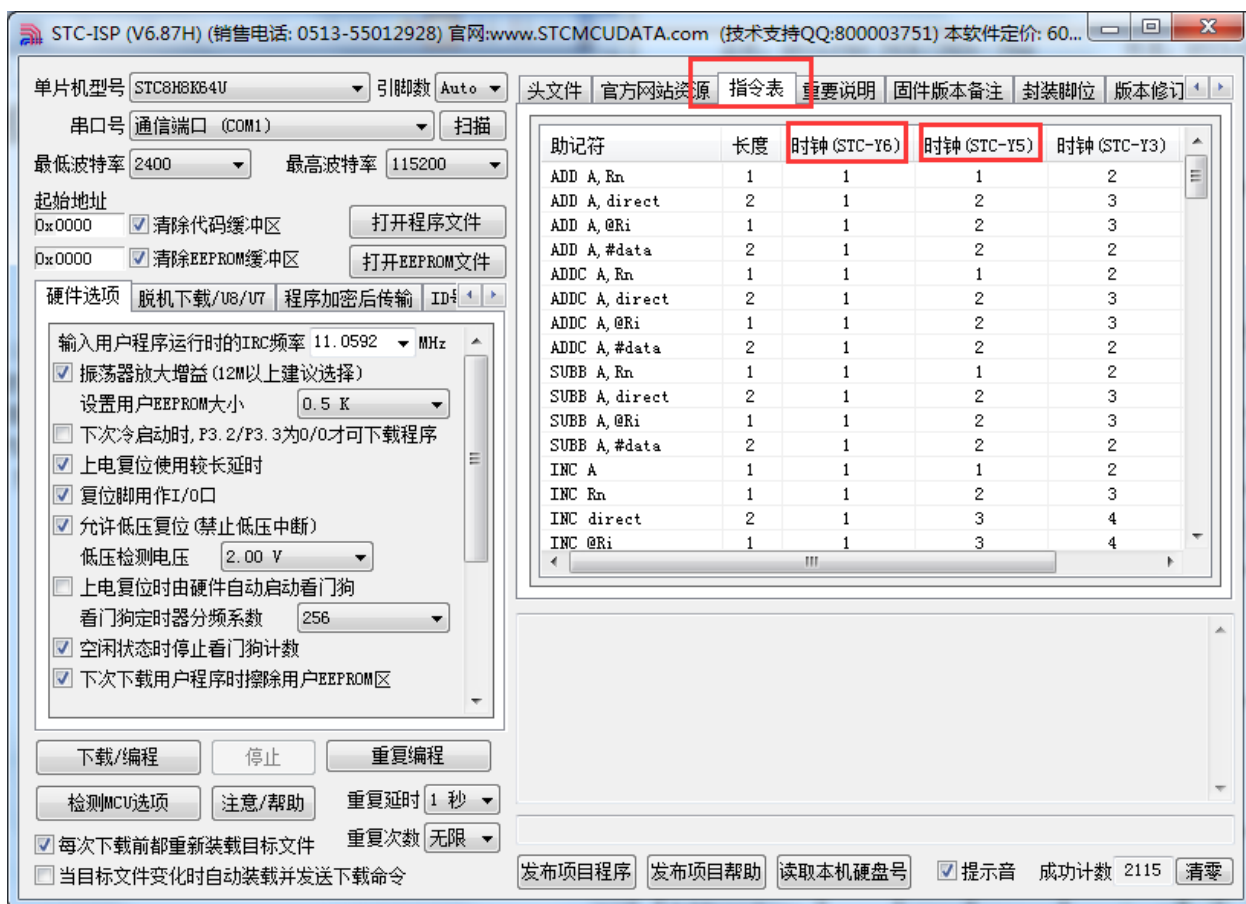 STC-ISP (V6.87H) (销售电话: 0513-55012928) 官网:www.STCMCUDATA.com (技术支持QQ:800003751) 本软件定价: 60...
单片机型号 STC8H8K64U 引脚数 Auto
串口号 通信端口 (COM1) 扫描
最低波特率 2400 最高波特率 115200
起始地址
0x0000 清除代码缓冲区 打开程序文件
0x0000 清除EEPROM缓冲区 打开EEPROM文件
硬件选项 脱机下载/U8/U7 程序加密后传输
输入用户程序运行时的IRC频率 11.0592 MHz
振荡器放大增益(12M以上建议选择)
设置用户EEPROM大小 0.5 K
下次冷启动时,P3.2/P3.3为0/0才可下载程序
上电复位使用较长延时
复位脚用作I/O口
允许低压复位(禁止低压中断)
低压检测电压 2.00 V
上电复位时由硬件自动启动看门狗
看门狗定时器分频系数 256
空闲状态时停止看门狗计数
下次下载用户程序时擦除用户EEPROM区
下载/编程 停止 重复编程
检测MCU选项 注意/帮助 重复延时 1 秒
每次下载前都重新装载目标文件 重复次数 无限
当目标文件变化时自动装载并发送下载命令
头文件 官方网站资源 指令表 重要说明 固件版本备注 封装脚位 版本修订
助记符 长度 时钟(STC-Y6) 时钟(STC-Y5) 时钟(STC-Y3)
ADD A,Rn 1 1 1 2
ADD A,direct 2 1 2 3
ADD A,@Ri 1 1 2 3
ADD A,#data 2 1 2 2
ADDC A,Rn 1 1 1 2
ADDC A,direct 2 1 2 3
ADDC A,@Ri 1 1 2 3
ADDC A,#data 2 1 2 2
SUBB A,Rn 1 1 1 2
SUBB A,direct 2 1 2 3
SUBB A,@Ri 1 1 2 3
SUBB A,#data 2 1 2 2
INC A 1 1 1 2
INC Rn 1 1 2 3
INC direct 2 1 3 4
INC @Ri 1 1 3 4
发布项目程序 发布项目帮助 读取本机硬盘号 提示音 成功计数 2115 清零